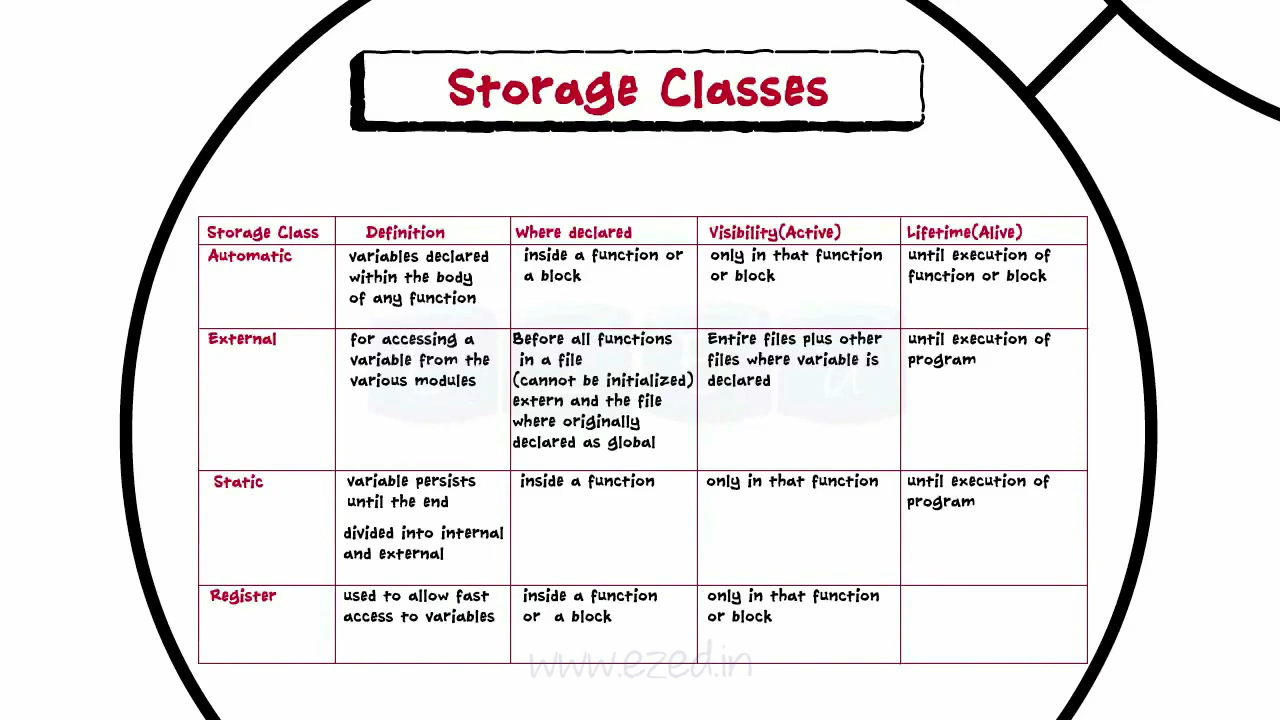 Storage Classes
Storage Class Definition Where declared Visibility(Active) Lifetime(Alive)
Automatic
variables declared
within the body
of any function
inside a function or
a block
only in that function
or block
until execution of
function or block
External
for accessing a
variable from the
various modules
Before all functions
in a file
(cannot be initialized)
extern and the file
where originally
declared as global
Entire files plus other
files where variable is
declared
until execution of
program
Static
variable persists
until the end
divided into internal
and external
inside a function
only in that function
until execution of
program
Register
used to allow fast
access to variables
inside a function
or a block
only in that function
or block
www.ezed.in